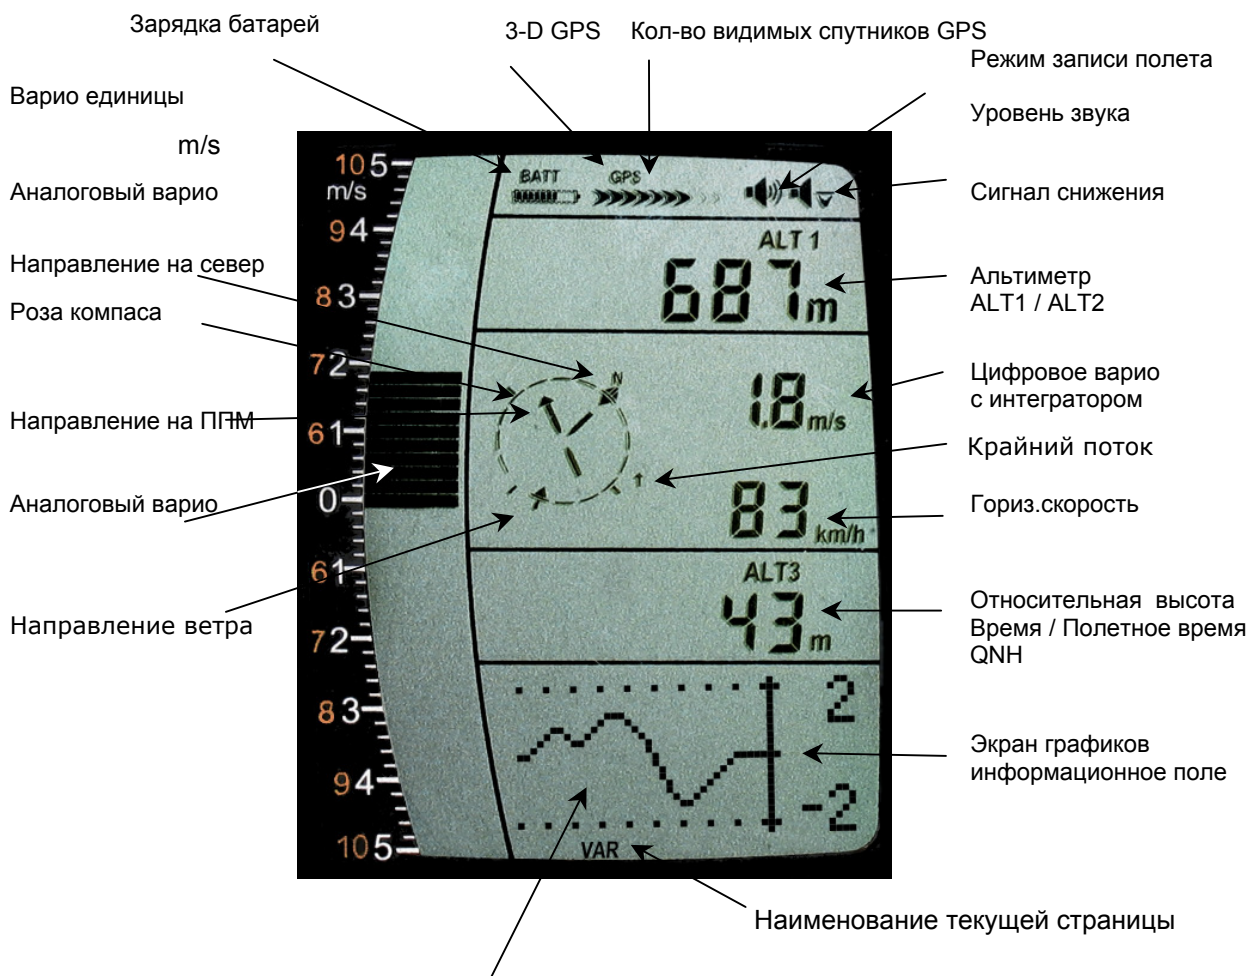 Зарядка батарей
3-D GPS
Кол-во видимых спутников GPS
Режим записи полета
Варио единицы
m/s
Уровень звука
Аналоговый варио
Сигнал снижения
Направление на север
Альтиметр
ALT1 / ALT2
Роза компаса
Цифровое варио
с интегратором
Направление на ППМ
Крайний поток
Аналоговый варио
Гориз.скорость
Направление ветра
Относительная высота
Время / Полетное время
QNH
Экран графиков
информационное поле
Наименование текущей страницы
10 5
m/s
9 4
8 3
7 2
6 1
0
6 1
7 2
8 3
9 4
10 5
BATT
GPS
ALT 1
687 m
N
1.8 m/s
83 km/h
ALT3
43 m
2
-2
VAR